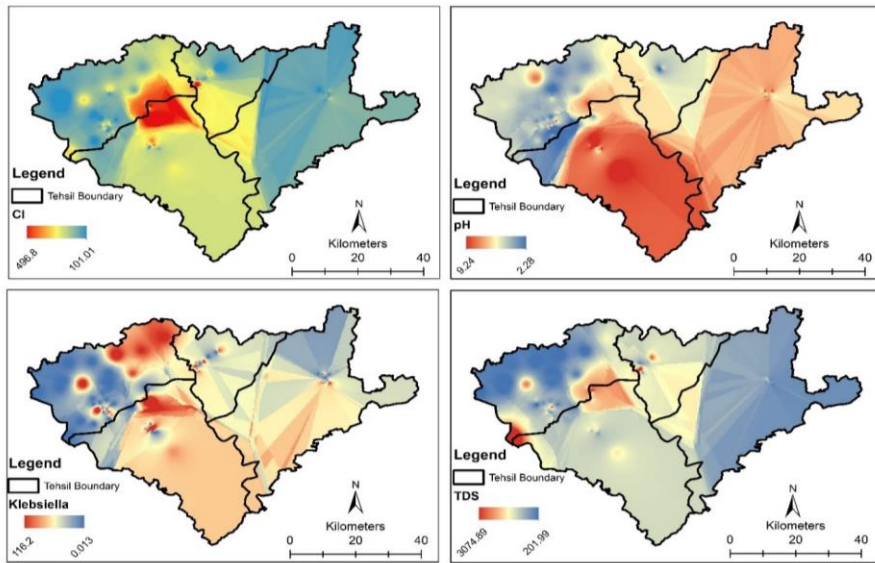 Legend
Tehsil Boundary
Cl
496.8
101.01
N
Kilometers
0 20 40
Legend
Tehsil Boundary
pH
9.24
2.28
N
Kilometers
0 20 40
Legend
Tehsil Boundary
Klebsiella
116.2
0.013
N
Kilometers
0 20 40
Legend
Tehsil Boundary
TDS
3074.89
201.99
N
Kilometers
0 20 40